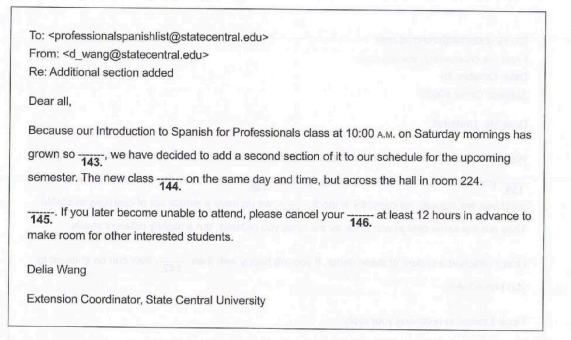 To: <professionalspanishlist@statecentral.edu>
From: <d_wang@statecentral.edu>
Re: Additional section added
Dear all,
Because our Introduction to Spanish for Professionals class at 10:00 A.M. on Saturday mornings has
grown so ------- 143., we have decided to add a second section of it to our schedule for the upcoming
semester. The new class ------- 144. on the same day and time, but across the hall in room 224.
------- 145.. If you later become unable to attend, please cancel your ------- 146. at least 12 hours in advance to
make room for other interested students.
Delia Wang
Extension Coordinator, State Central University